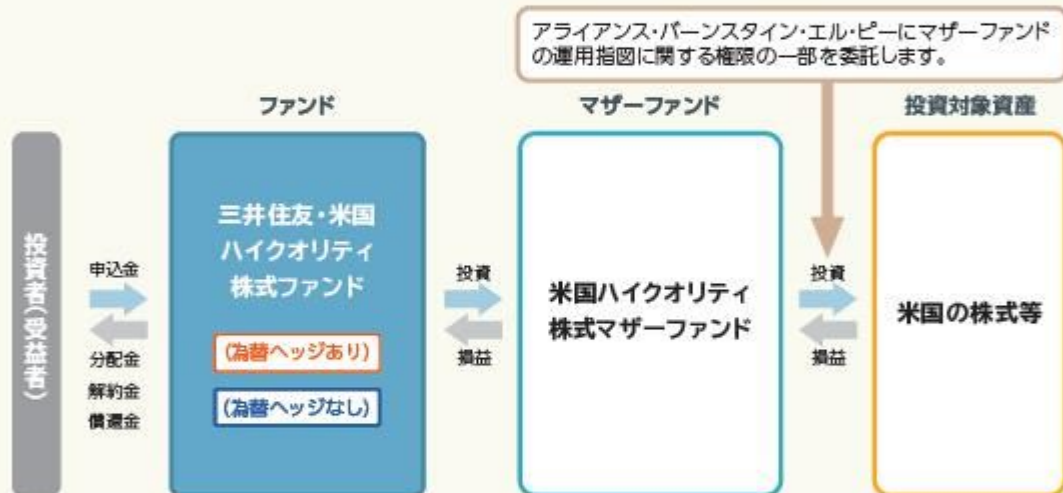 アライアンス・バーンスタイン・エル・ピーにマザーファンド
の運用指図に関する権限の一部を委託します。
ファンド
マザーファンド
投資対象資産
投資者(受益者)
申込金
分配金
解約金
償還金
三井住友・米国
ハイクオリティ
株式ファンド
(為替ヘッジあり)
(為替ヘッジなし)
投資
損益
米国ハイクオリティ
株式マザーファンド
投資
損益
米国の株式等